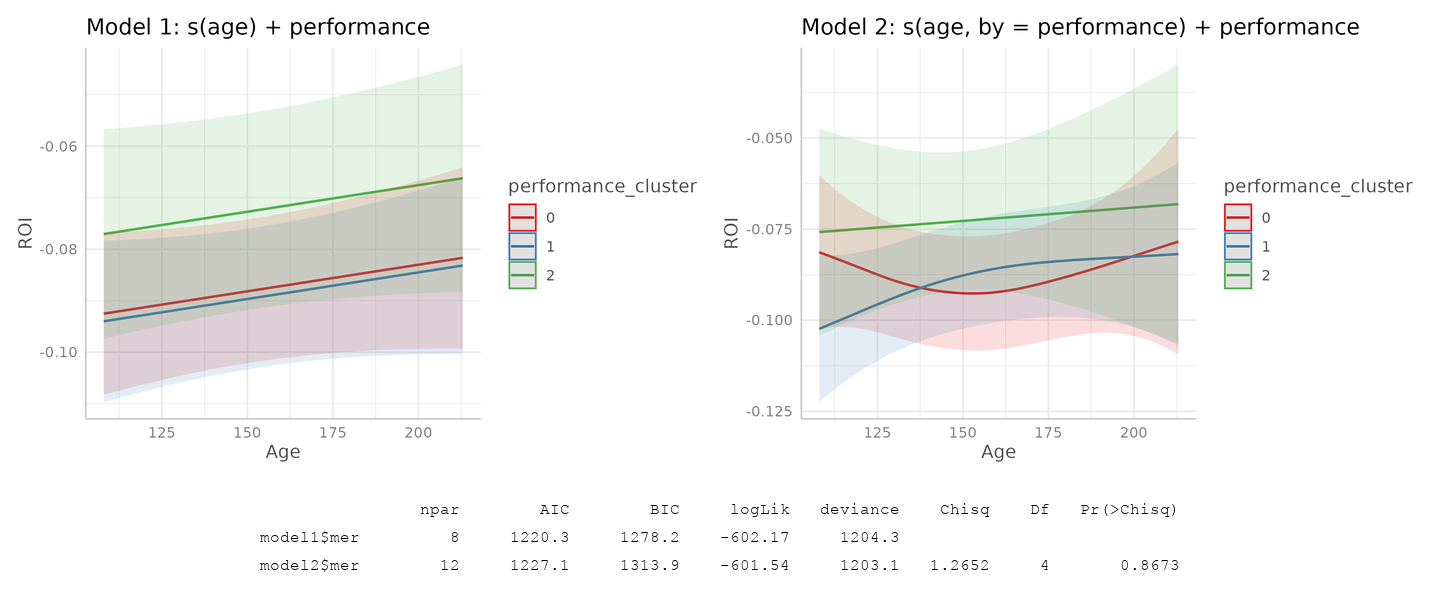 Model 1: s(age) + performance
-0.06
-0.08
-0.10
ROI
125 150 175 200
Age
performance_cluster
0
1
2
Model 2: s(age, by = performance) + performance
-0.050
-0.075
-0.100
-0.125
ROI
125 150 175 200
Age
performance_cluster
0
1
2
npar AIC BIC logLik deviance Chisq Df Pr(>Chisq)
model1$mer 8 1220.3 1278.2 -602.17 1204.3
model2$mer 12 1227.1 1313.9 -601.54 1203.1 1.2652 4 0.8673